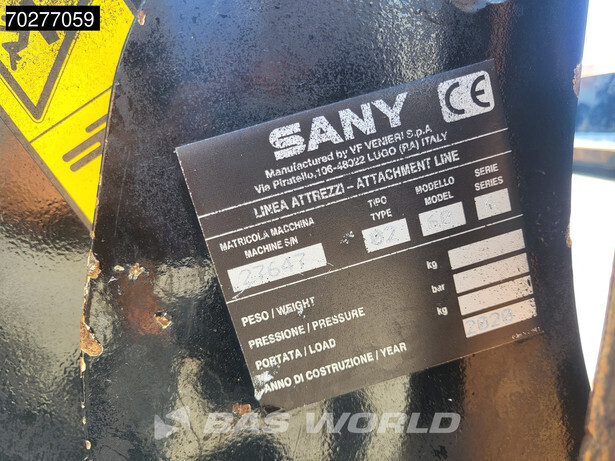 70277059
SANY
CE
Manufactured by VF VENIERI S.p.A
Via Piratello, 106-48022 LUGO (RA) ITALY
LINEA ATTREZZI - ATTACHMENT LINE
MATRICOLA MACCHINA
MACHINE S/N
27647
TIPO
TYPE
02
MODELLO
MODEL
SERIE
SERIES
PESO / WEIGHT
kg
PRESSIONE / PRESSURE
bar
PORTATA / LOAD
kg
ANNO DI COSTRUZIONE / YEAR
2020
BAS WORLD